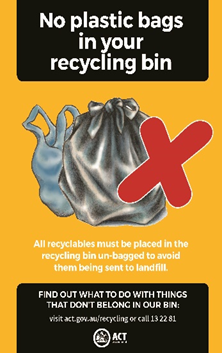 No plastic bags
in your
recycling bin
All recyclables must be placed in the
recycling bin un-bagged to avoid
them being sent to landfill.
FIND OUT WHAT TO DO WITH THINGS
THAT DON'T BELONG IN OUR BIN:
visit act.gov.au/recycling or call 13 22 81
ACT